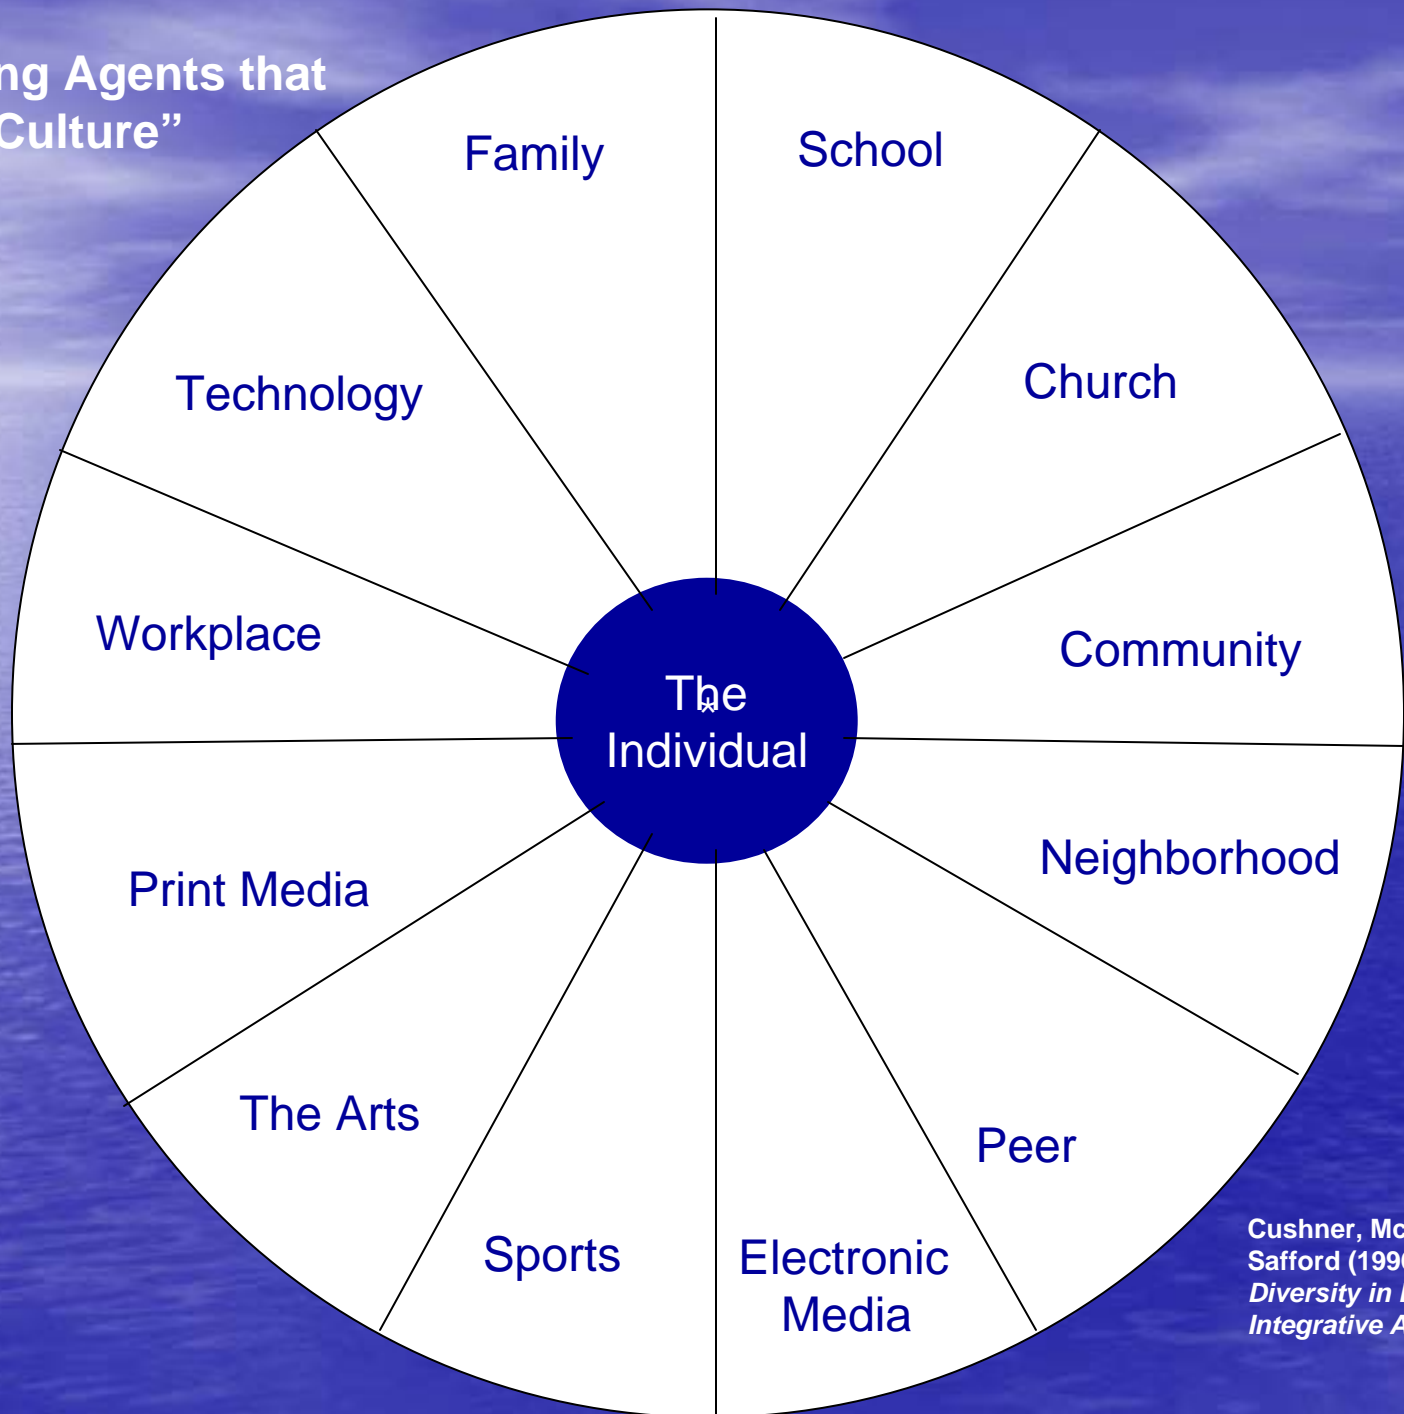 ng Agents that
Culture”
Family
School
Church
Community
Neighborhood
Peer
Electronic
Media
Sports
The Arts
Print Media
Workplace
Technology
The
*
Individual
Cushner, Mc
Safford (199
Diversity in
Integrative A